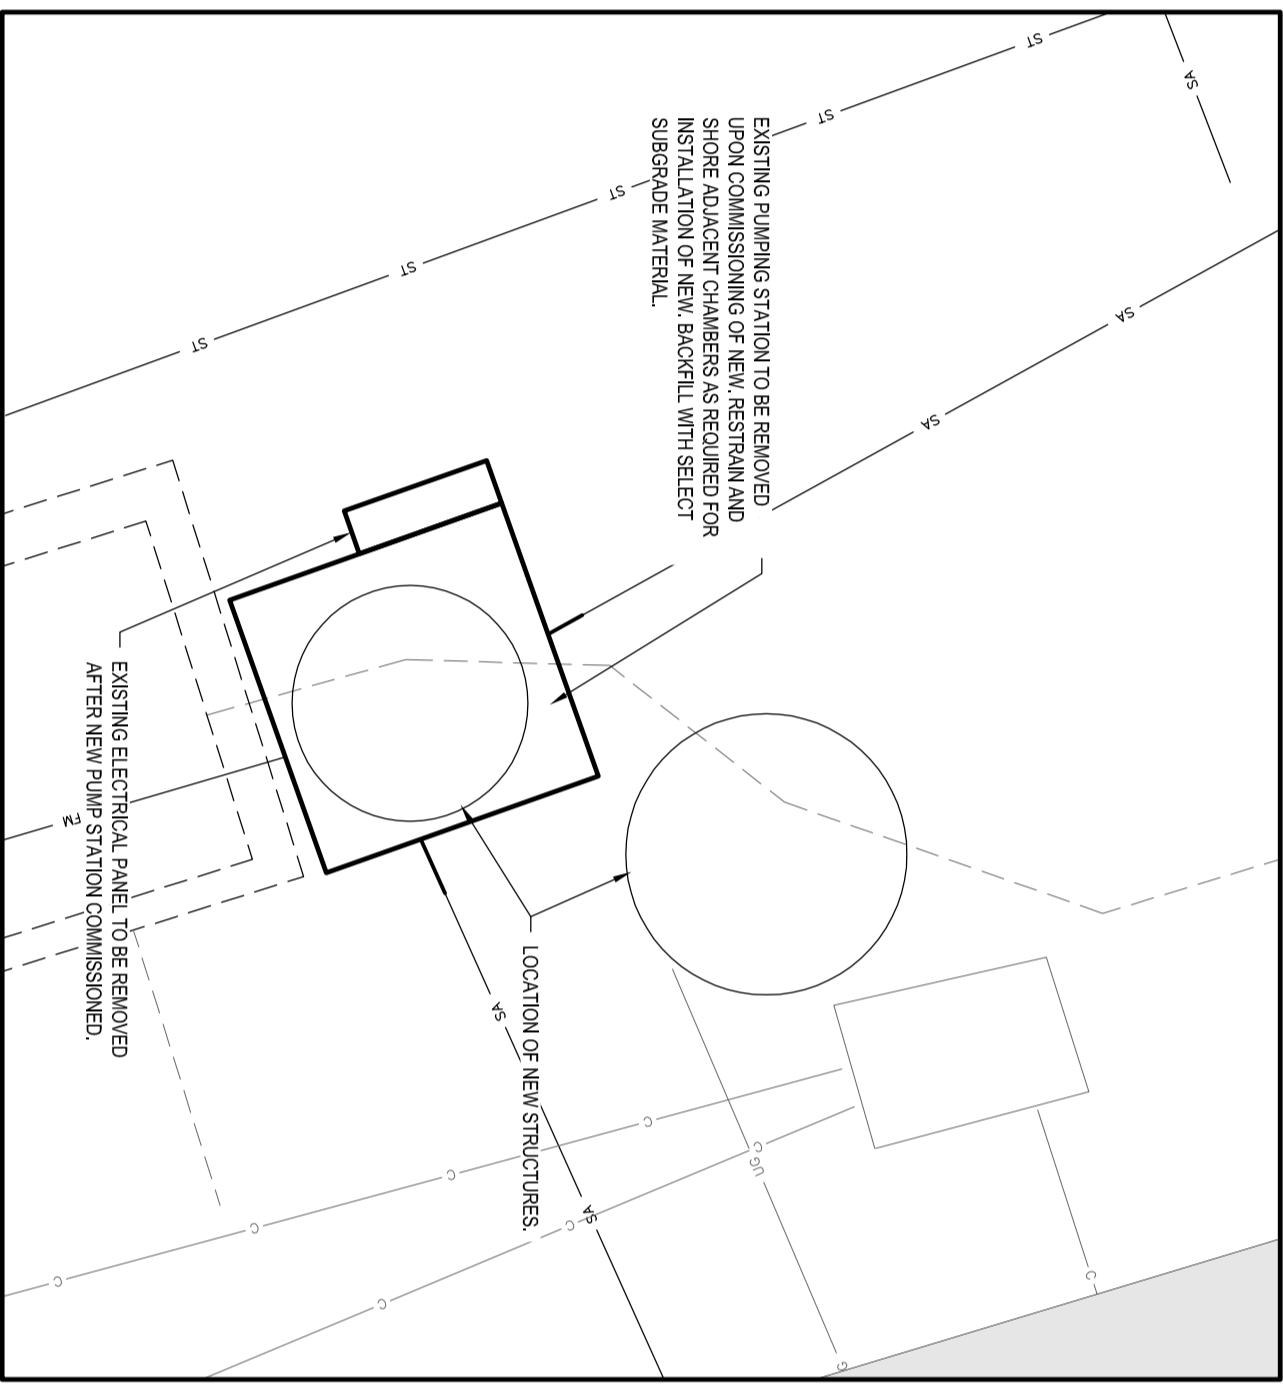 EXISTING PUMPING STATION TO BE REMOVED
UPON COMMISSIONING OF NEW. RESTRAIN AND
SHORE ADJACENT CHAMBERS AS REQUIRED FOR
INSTALLATION OF NEW. BACKFILL WITH SELECT
SUBGRADE MATERIAL.
EXISTING ELECTRICAL PANEL TO BE REMOVED
AFTER NEW PUMP STATION COMMISSIONED.
LOCATION OF NEW STRUCTURES.
ST
ST
ST
ST
ST
SA
SA
SA
SA
SA
FM
C
C
C
C
C
C
C
C
UG
G